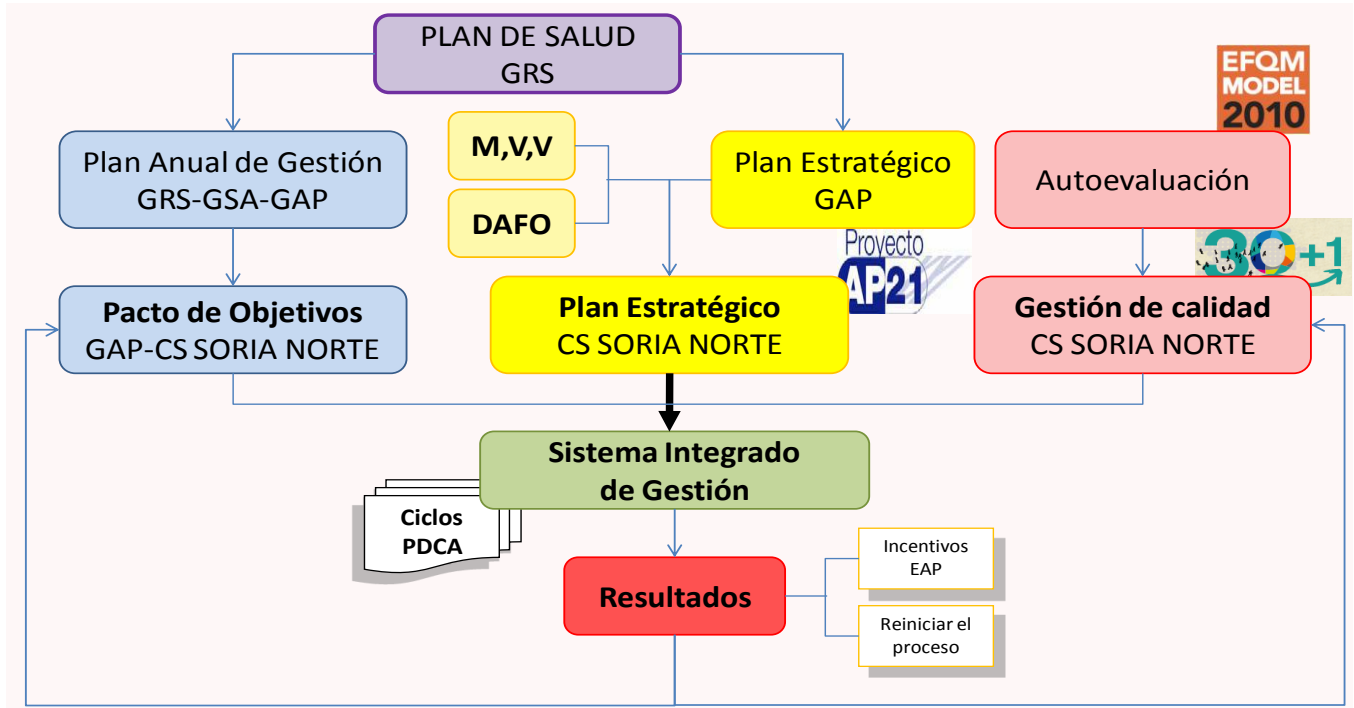 PLAN DE SALUD
GRS
EFQM
MODEL
2010
Plan Anual de Gestión
GRS-GSA-GAP
M,V,V
DAFO
Plan Estratégico
GAP
Autoevaluación
Proyecto
AP21
30+1
Pacto de Objetivos
GAP-CS SORIA NORTE
Plan Estratégico
CS SORIA NORTE
Gestión de calidad
CS SORIA NORTE
Sistema Integrado
de Gestión
Ciclos
PDCA
Resultados
Incentivos
EAP
Reiniciar el
proceso